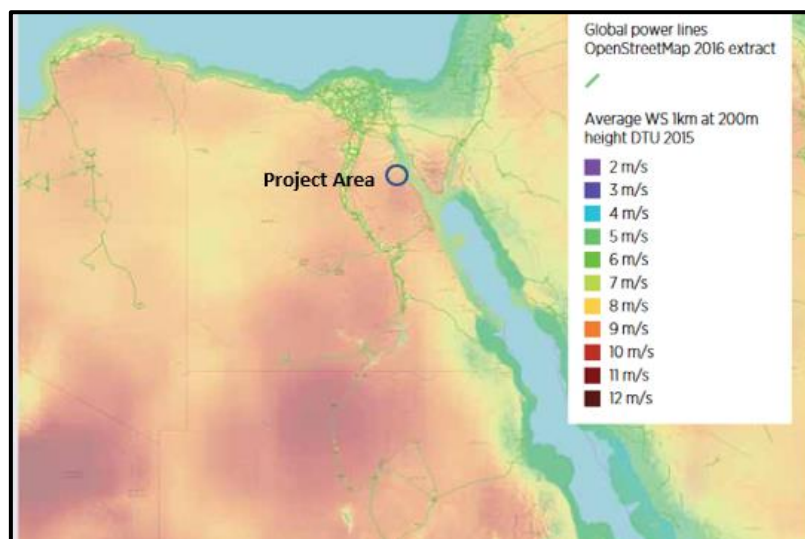 Global power lines
OpenStreetMap 2016 extract
Average WS 1km at 200m
height DTU 2015
2 m/s
3 m/s
4 m/s
5 m/s
6 m/s
7 m/s
8 m/s
9 m/s
10 m/s
11 m/s
12 m/s
Project Area